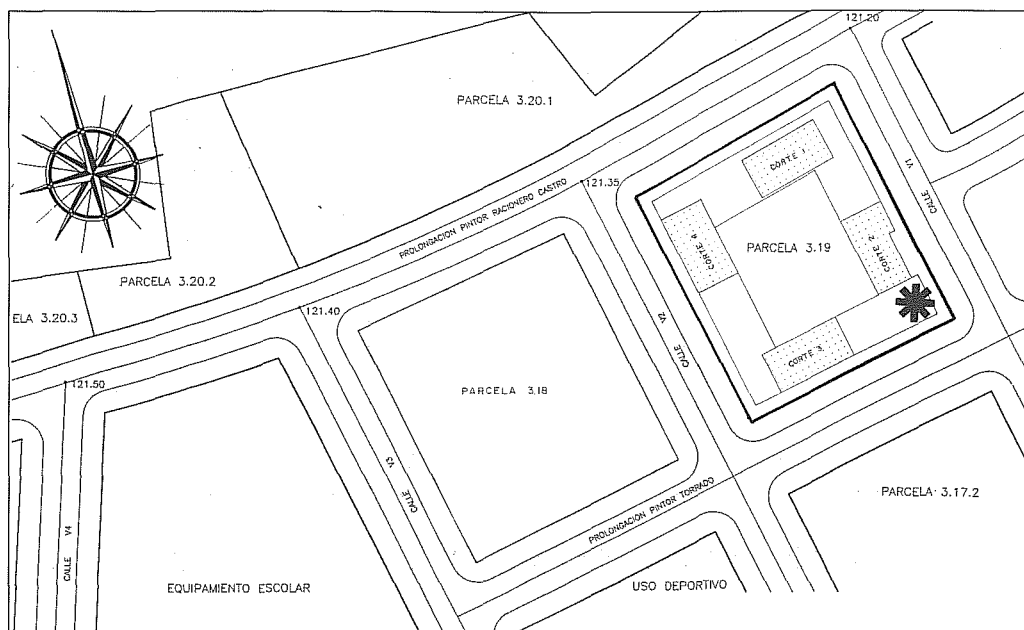 121.20
PARCELA 3.20.1
CORTE 1
CALLE V1
121.35
PROLONGACION PINTOR RACIONERO CASTRO
CORTE 4
PARCELA 3.19
CORTE 2
PARCELA 3.20.2
ELA 3.20.3
121.40
CALLE V2
CORTE 3
121.50
PARCELA 3.18
CALLE V3
PROLONGACION PINTOR TORRADO
PARCELA 3.17.2
CALLE V4
EQUIPAMIENTO ESCOLAR
USO DEPORTIVO